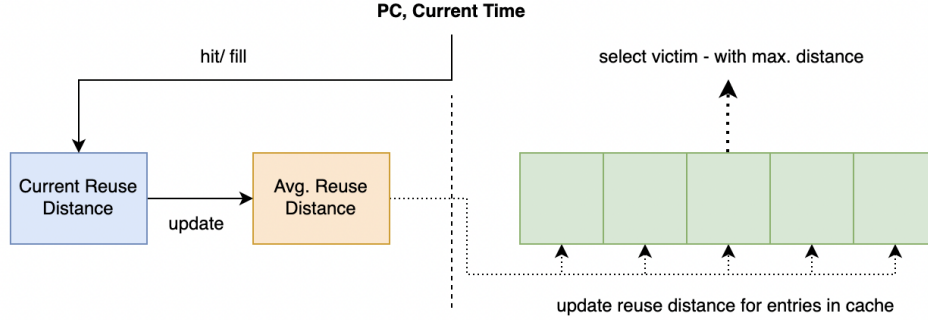 PC, Current Time
hit/ fill
select victim - with max. distance
Current Reuse
Distance
update
Avg. Reuse
Distance
update reuse distance for entries in cache